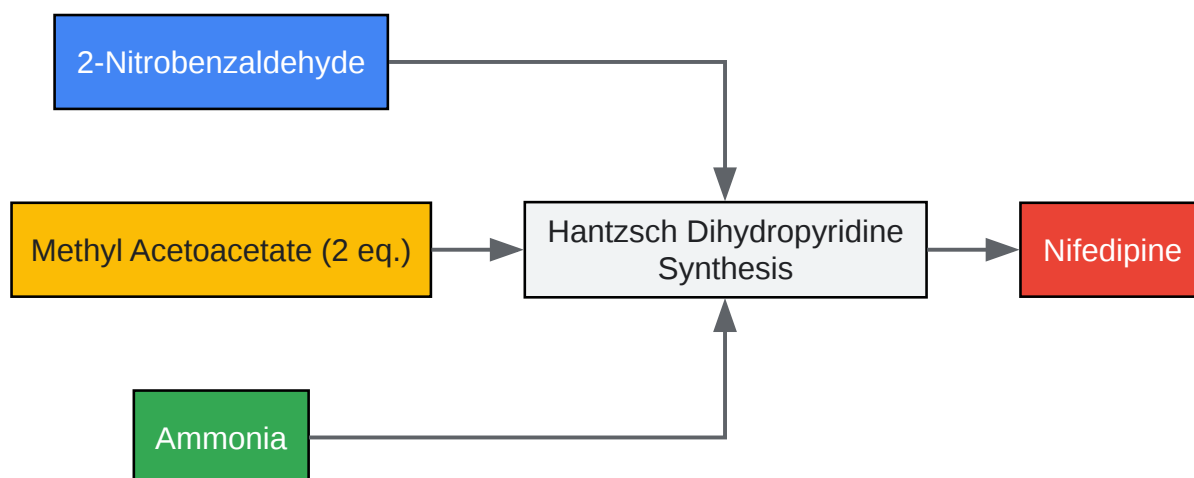 2-Nitrobenzaldehyde
Methyl Acetoacetate (2 eq.)
Hantzsch Dihydropyridine
Synthesis
Nifedipine
Ammonia